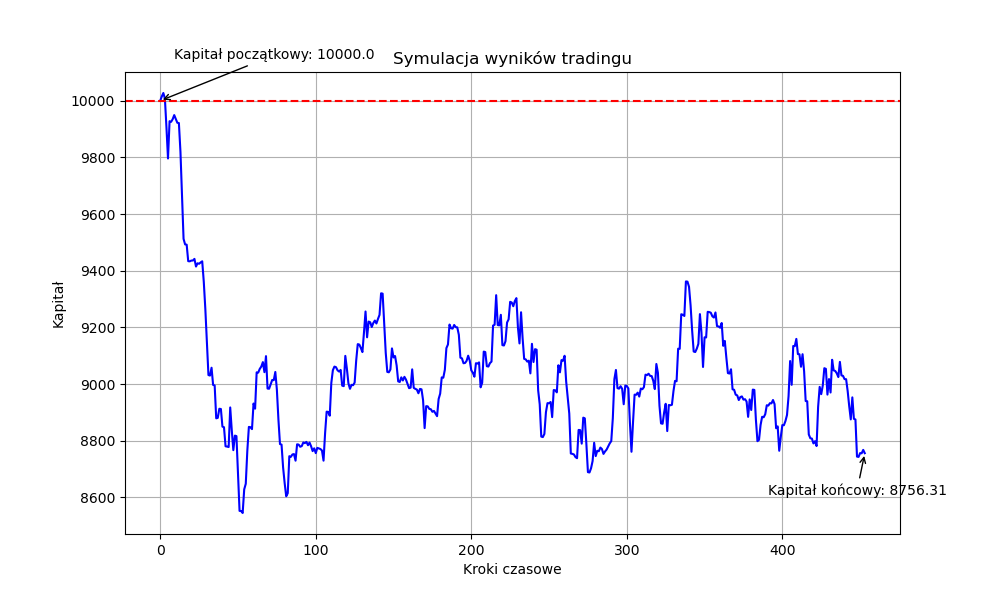 Kapitał początkowy: 10000.0
Symulacja wyników tradingu
10000
9800
9600
9400
9200
9000
8800
8600
Kapitał
Kapitał końcowy: 8756.31
0 100 200 300 400
Kroki czasowe